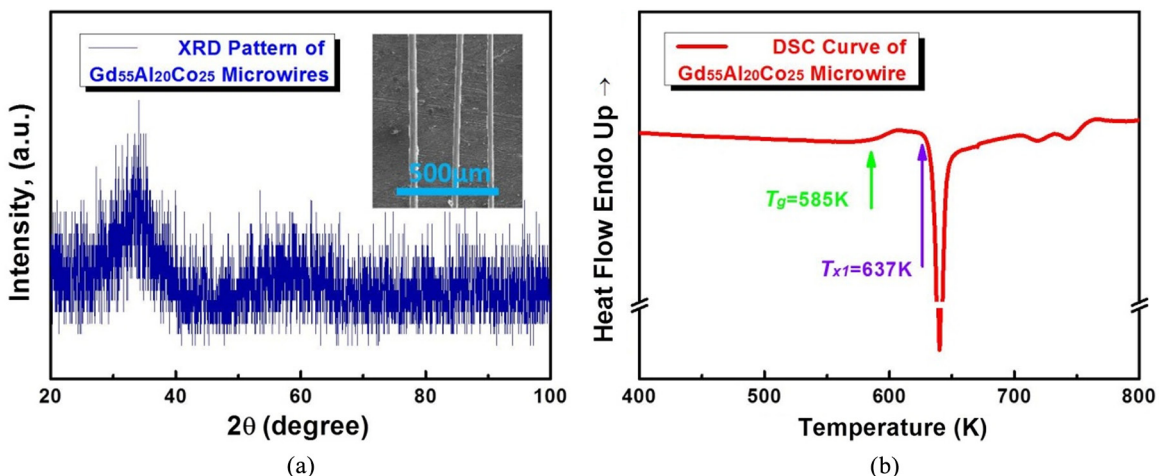 XRD Pattern of
Gd55Al20Co25 Microwires
500μm
Intensity, (a.u.)
20 40 60 80 100
2θ (degree)
(a)
DSC Curve of
Gd55Al20Co25 Microwire
Heat Flow Endo Up →
Tg=585K
Tx1=637K
400 500 600 700 800
Temperature (K)
(b)